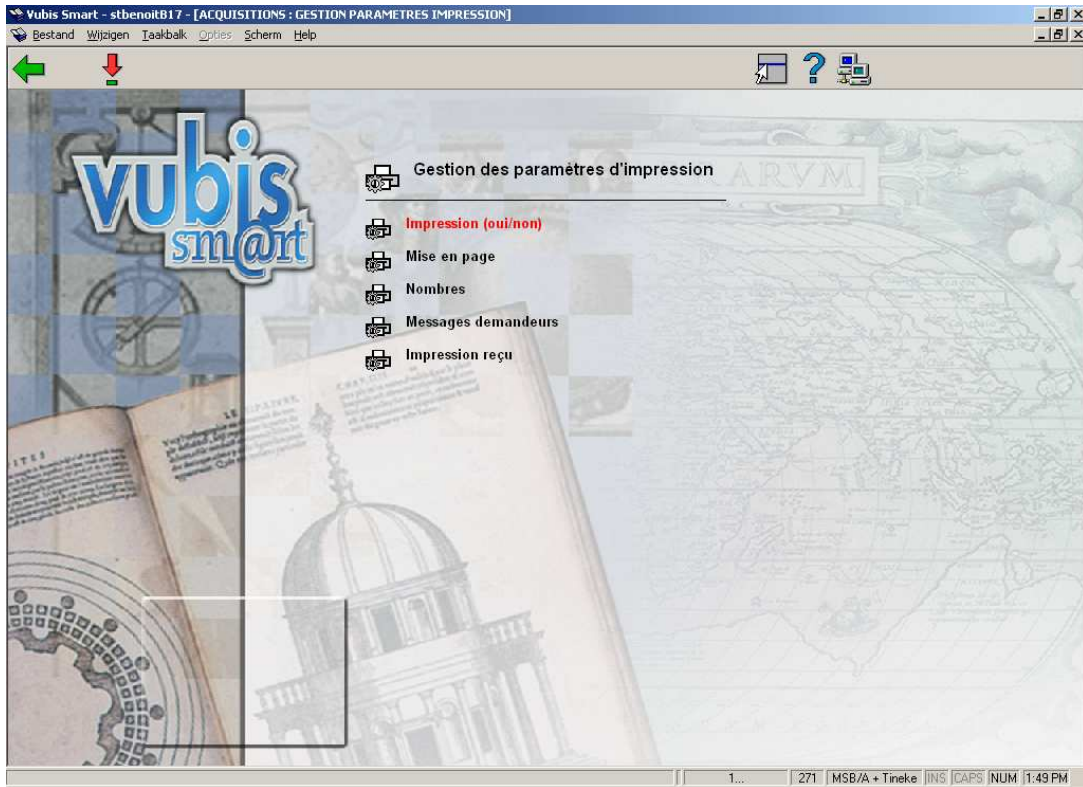 Vubis Smart - stbenoitB17 - [ACQUISITIONS : GESTION PARAMETRES IMPRESSION]
Bestand Wijzigen Taakbalk Opties Scherm Help
vubis
sm@rt
ARVM
Gestion des paramètres d'impression
Impression (oui/non)
Mise en page
Nombres
Messages demandeurs
Impression reçu
1... 271 MSB/A + Tineke INS CAPS NUM 1:49 PM